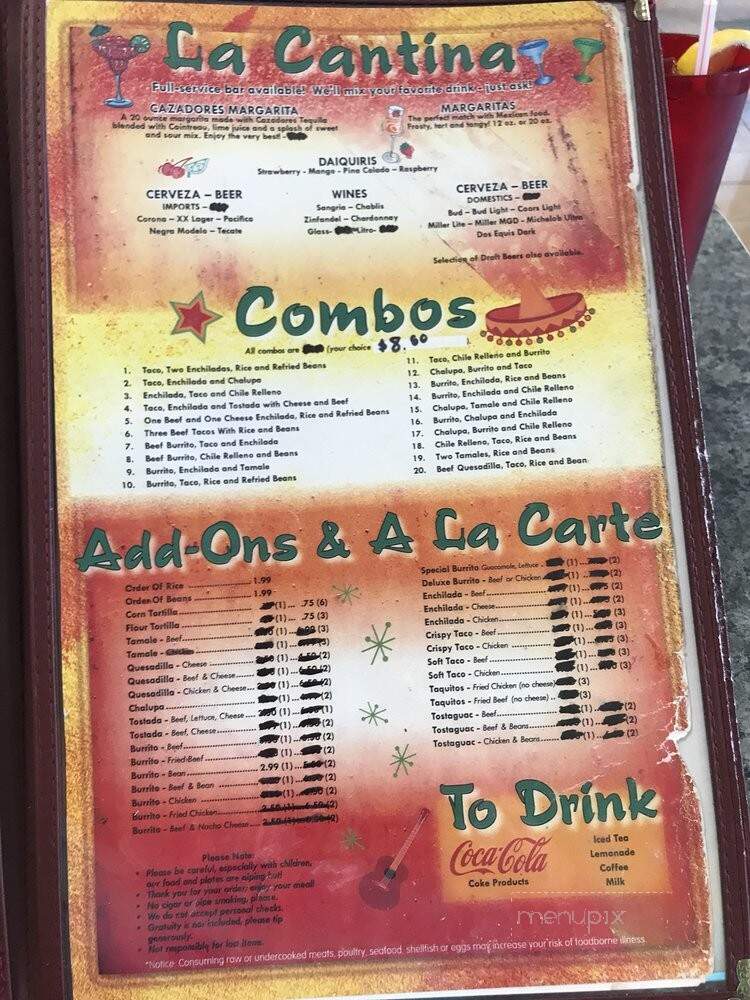 La Cantina
Full-service bar available! We'll mix your favorite drink - just ask!
CAZADORES MARGARITA
A 20 ounce margarita made with Cazadores Tequila
blended with Cointreau, lime juice and a splash of sweet
and sour mix. Enjoy the very best! -
MARGARITAS
The perfect match with Mexican food.
Frosty, tart and tangy! 12 oz. or 20 oz.
DAIQUIRIS
Strawberry - Mango - Pina Colada - Raspberry
CERVEZA – BEER
IMPORTS –
Corona – XX Lager – Pacifico
Negra Modelo – Tecate
WINES
Sangria – Chablis
Zinfandel – Chardonnay
Glass- Litro-
CERVEZA – BEER
DOMESTICS –
Bud – Bud Light – Coors Light
Miller Lite – Miller MGD - Michelob Ultra
Dos Equis Dark
Selection of Draft Beers also available.
Combos
All combos are (your choice $8.60 ).
1. Taco, Two Enchiladas, Rice and Refried Beans
2. Taco, Enchilada and Chalupa
3. Enchilada, Taco and Chile Relleno
4. Taco, Enchilada and Tostada with Cheese and Beef
5. One Beef and One Cheese Enchilada, Rice and Refried Beans
6. Three Beef Tacos With Rice and Beans
7. Beef Burrito, Taco and Enchilada
8. Beef Burrito, Chile Relleno and Beans
9. Burrito, Enchilada and Tamale
10. Burrito, Taco, Rice and Refried Beans
11. Taco, Chile Relleno and Burrito
12. Chalupa, Burrito and Taco
13. Burrito, Enchilada, Rice and Beans
14. Burrito, Enchilada and Chile Relleno
15. Chalupa, Tamale and Chile Relleno
16. Burrito, Chalupa and Enchilada
17. Chalupa, Burrito and Chile Relleno
18. Chile Relleno, Taco, Rice and Beans
19. Two Tamales, Rice and Beans
20. Beef Quesadilla, Taco, Rice and Bean
Add-Ons & A La Carte
Order Of Rice ........ 1.99
Order Of Beans ........ 1.99
Corn Tortilla ........ (1) ... .75 (6)
Flour Tortilla ........ (1) ... .75 (3)
Tamale - Beef ........ (1) ... (3)
Tamale - Chicken ........ (1) ... (3)
Quesadilla - Cheese ........ (1) ... 6.50 (2)
Quesadilla - Beef & Cheese ........ (1) ... (2)
Quesadilla - Chicken & Cheese ... (1) ... (2)
Chalupa ........ (1) ... (2)
Tostada - Beef, Lettuce, Cheese ... (1) ... (1)
Tostada - Beef, Cheese ........ (1) ... (2)
Burrito - Beef ........ (1) ... (2)
Burrito - Fried Beef ........ (1) ... (2)
Burrito - Bean ........ 2.99 (1) ... (2)
Burrito - Beef & Bean ........ (1) ... (2)
Burrito - Chicken ........ (1) ... (2)
Burrito - Fried Chicken ........ 3.50 (1) ... 6.50 (2)
Burrito - Beef & Nacho Cheese ... (1) ... (2)
Special Burrito Guacamole, Lettuce - (1) ... (2)
Deluxe Burrito - Beef or Chicken (1) ... (2)
Enchilada - Beef ........ (1) ... (2)
Enchilada - Cheese ........ (1) ... (2)
Enchilada - Chicken ........ (1) ... (3)
Crispy Taco - Beef ........ (1) ... (3)
Crispy Taco - Chicken ........ (1) ... (3)
Soft Taco - Beef ........ (1) ... (3)
Soft Taco - Chicken ........ (1) ... (3)
Taquitos - Fried Chicken (no cheese) (3)
Taquitos - Fried Beef (no cheese) .. (3)
Tostaguac - Beef ........ (1) ... (2)
Tostaguac - Beef & Beans ........ (1) ... (2)
Tostaguac - Chicken & Beans ........ (1) ... (2)
To Drink
Coca-Cola
Coke Products
Iced Tea
Lemonade
Coffee
Milk
Please Note:
• Please be careful, especially with children,
our food and plates are piping hot!
• Thank you for your order; enjoy your meal!
• No cigar or pipe smoking, please.
• We do not accept personal checks.
• Gratuity is not included, please tip
generously.
• Not responsible for lost items.
menupix
*Notice: Consuming raw or undercooked meats, poultry, seafood, shellfish or eggs may increase your risk of foodborne illness